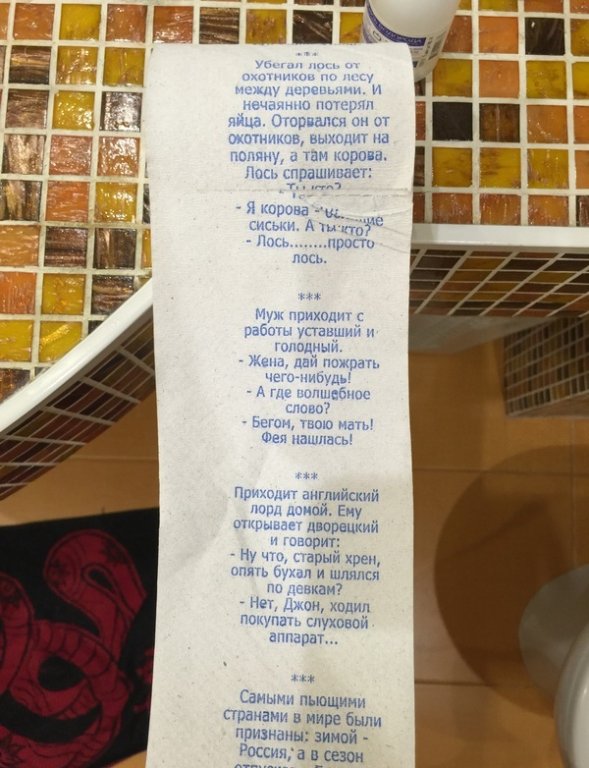 ***
Убегал лось от
охотников по лесу
между деревьями. И
нечаянно потерял
яйца. Оторвался он от
охотников, выходит на
поляну, а там корова.
Лось спрашивает:
- Ты кто?
- Я корова -
сиськи. А ты кто?
- Лось........просто
лось.
***
Муж приходит с
работы уставший и
голодный.
- Жена, дай пожрать
чего-нибудь!
- А где волшебное
слово?
- Бегом, твою мать!
Фея нашлась!
***
Приходит английский
лорд домой. Ему
открывает дворецкий
и говорит:
- Ну что, старый хрен,
опять бухал и шлялся
по девкам?
- Нет, Джон, ходил
покупать слуховой
аппарат...
***
Самыми пьющими
странами в мире были
признаны: зимой -
Россия, а в сезон